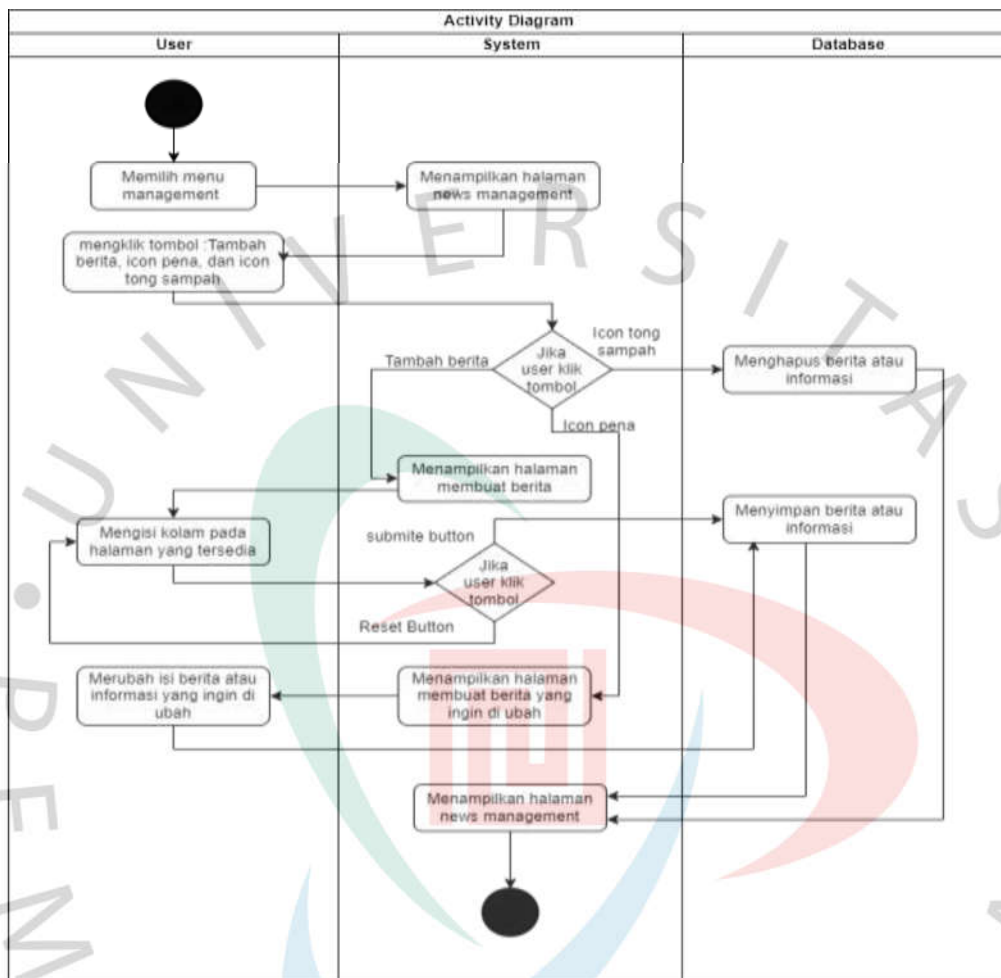 Activity Diagram
User
System
Database
Memilih menu
management
Menampilkan halaman
news management
mengklik tombol :Tambah
berita, icon pena, dan icon
tong sampah
Jika
user klik
tombol
Icon tong
sampah
Tambah berita
Icon pena
Menghapus berita atau
informasi
Menampilkan halaman
membuat berita
Mengisi kolam pada
halaman yang tersedia
submite button
Jika
user klik
tombol
Reset Button
Menyimpan berita atau
informasi
Merubah isi berita atau
informasi yang ingin di
ubah
Menampilkan halaman
membuat berita yang
ingin di ubah
Menampilkan halaman
news management
UNIVERSITAS
PEM